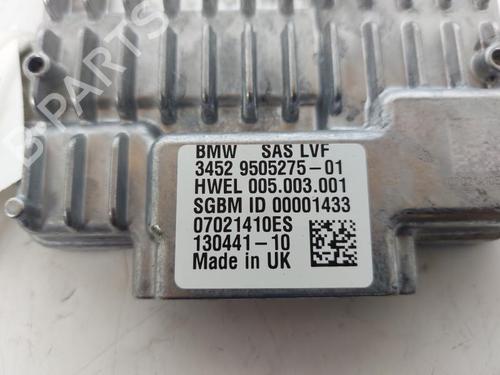 BMW SAS LVF
3452 9505275-01
HWEL 005.003.001
SGBM ID 00001433
07021410ES
130441-10
Made in UK
B-PARTS